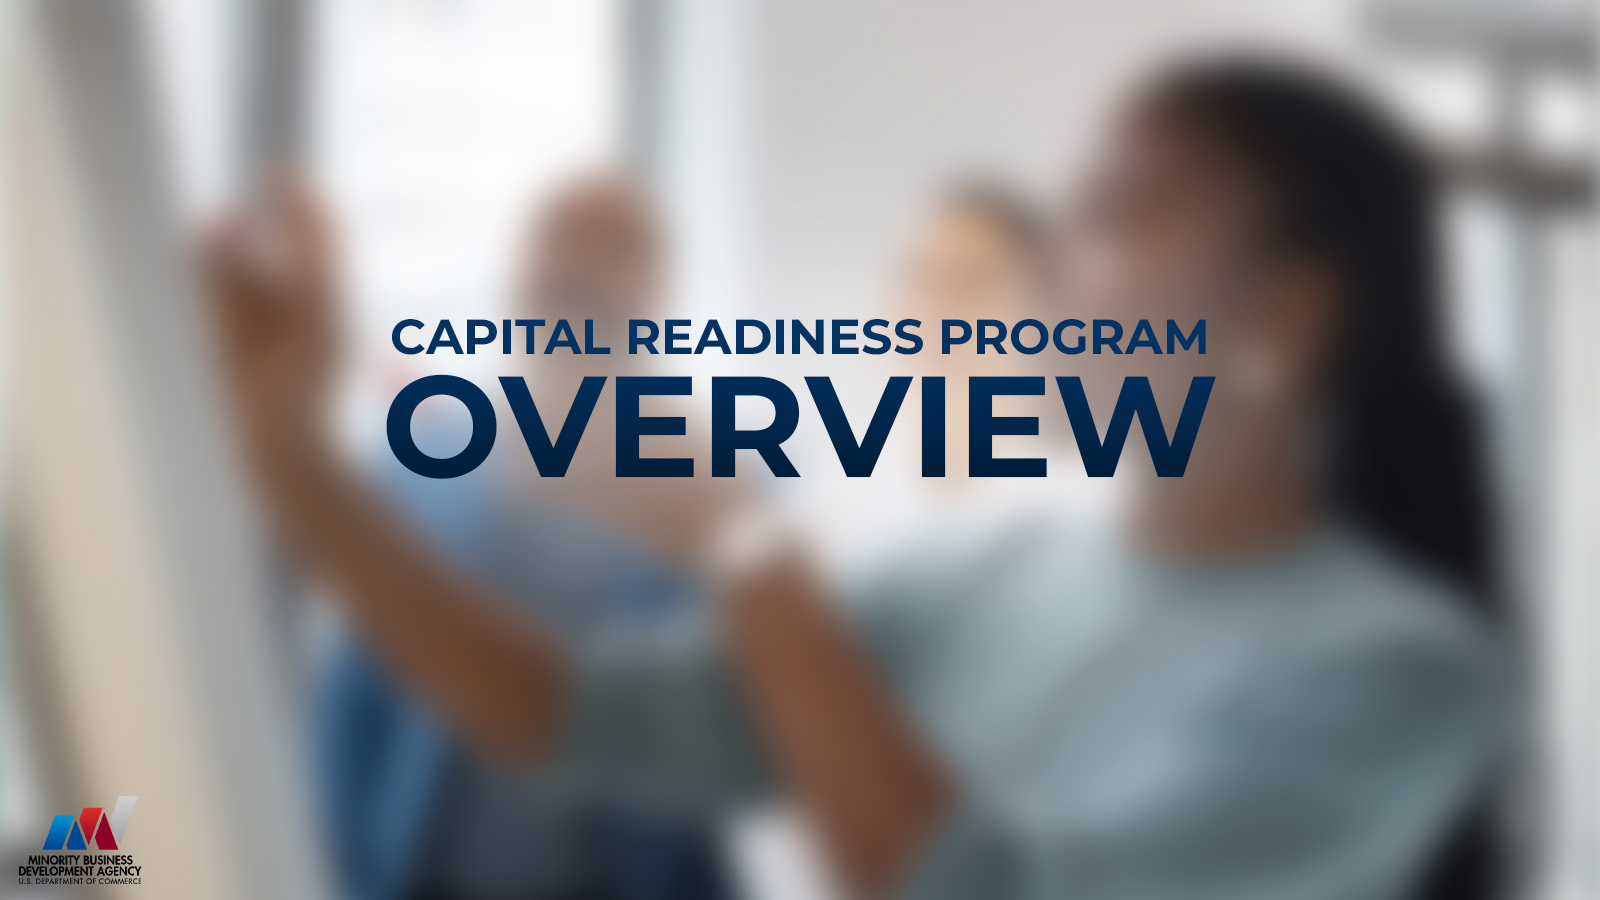 CAPITAL READINESS PROGRAM
OVERVIEW
MINORITY BUSINESS
DEVELOPMENT AGENCY
U.S. DEPARTMENT OF COMMERCE